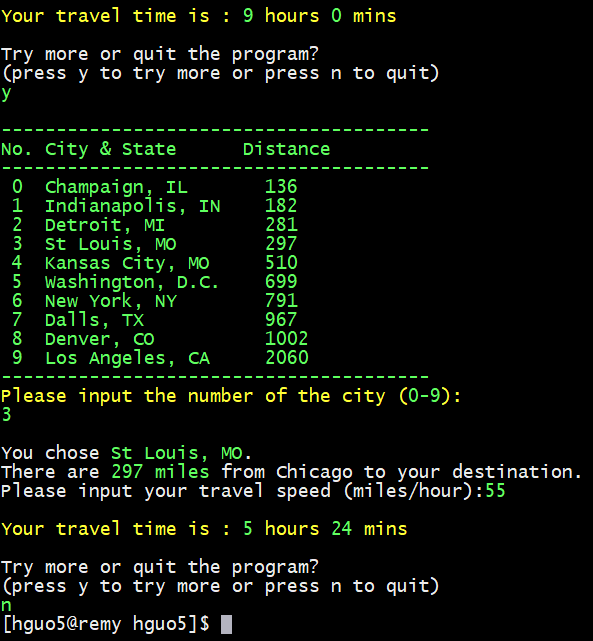 Your travel time is : 9 hours 0 mins
Try more or quit the program?
(press y to try more or press n to quit)
y
---------------------------------------
No. City & State      Distance
---------------------------------------
 0  Champaign, IL       136
 1  Indianapolis, IN    182
 2  Detroit, MI         281
 3  St Louis, MO        297
 4  Kansas City, MO     510
 5  Washington, D.C.    699
 6  New York, NY        791
 7  Dalls, TX           967
 8  Denver, CO          1002
 9  Los Angeles, CA     2060
---------------------------------------
Please input the number of the city (0-9):
3
You chose St Louis, MO.
There are 297 miles from Chicago to your destination.
Please input your travel speed (miles/hour):55
Your travel time is : 5 hours 24 mins
Try more or quit the program?
(press y to try more or press n to quit)
n
[hguo5@remy hguo5]$